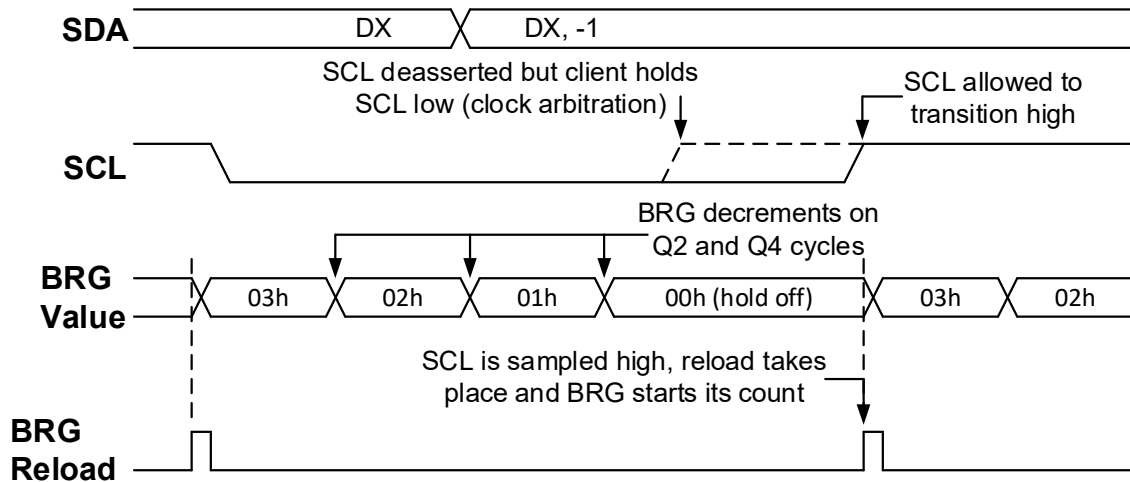 SDA
DX
DX, -1
SCL deasserted but client holds
SCL low (clock arbitration)
SCL allowed to
transition high
SCL
BRG decrements on
Q2 and Q4 cycles
BRG
Value
03h
02h
01h
00h (hold off)
03h
02h
SCL is sampled high, reload takes
place and BRG starts its count
BRG
Reload